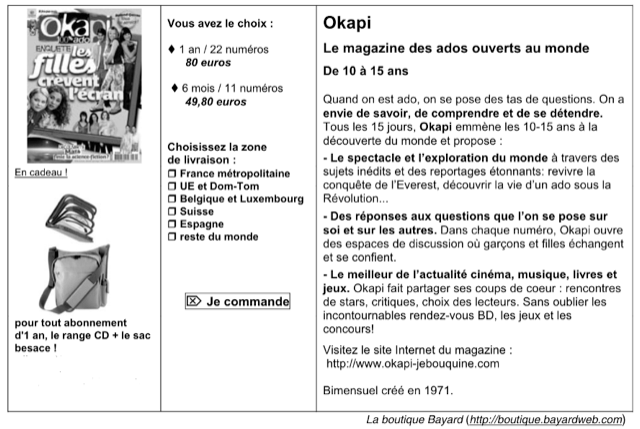 Okapi
100% ado!
ENQUÊTE les
filles
crèvent
l'écran
Mars
En cadeau !
pour tout abonnement
d'1 an, le range CD + le sac
besace !
Vous avez le choix :
♦ 1 an / 22 numéros
80 euros
♦ 6 mois / 11 numéros
49,80 euros
Choisissez la zone
de livraison :
❒ France métropolitaine
❒ UE et Dom-Tom
❒ Belgique et Luxembourg
❒ Suisse
❒ Espagne
❒ reste du monde
⌦ Je commande
Okapi
Le magazine des ados ouverts au monde
De 10 à 15 ans
Quand on est ado, on se pose des tas de questions. On a
envie de savoir, de comprendre et de se détendre.
Tous les 15 jours, Okapi emmène les 10-15 ans à la
découverte du monde et propose :
- Le spectacle et l'exploration du monde à travers des
sujets inédits et des reportages étonnants: revivre la
conquête de l'Everest, découvrir la vie d'un ado sous la
Révolution...
- Des réponses aux questions que l'on se pose sur
soi et sur les autres. Dans chaque numéro, Okapi ouvre
des espaces de discussion où garçons et filles échangent
et se confient.
- Le meilleur de l'actualité cinéma, musique, livres et
jeux. Okapi fait partager ses coups de coeur : rencontres
de stars, critiques, choix des lecteurs. Sans oublier les
incontournables rendez-vous BD, les jeux et les
concours!
Visitez le site Internet du magazine :
http://www.okapi-jebouquine.com
Bimensuel créé en 1971.
La boutique Bayard (http://boutique.bayardweb.com)